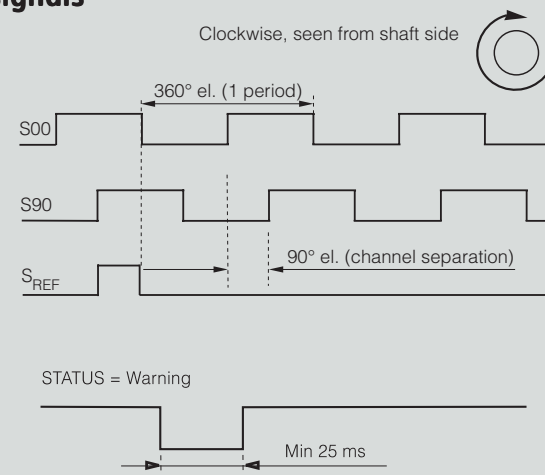 Clockwise, seen from shaft side
360° el. (1 period)
S00
S90
90° el. (channel separation)
SREF
STATUS = Warning
Min 25 ms